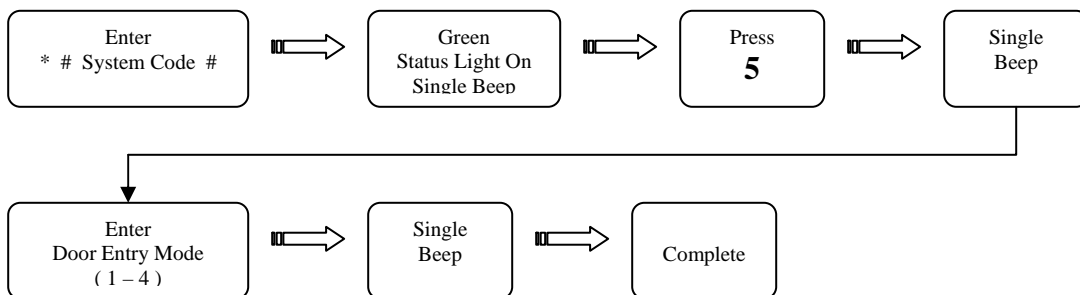 Enter
* # System Code #
Green
Status Light On
Single Beep
Press
5
Single
Beep
Enter
Door Entry Mode
( 1 – 4 )
Single
Beep
Complete